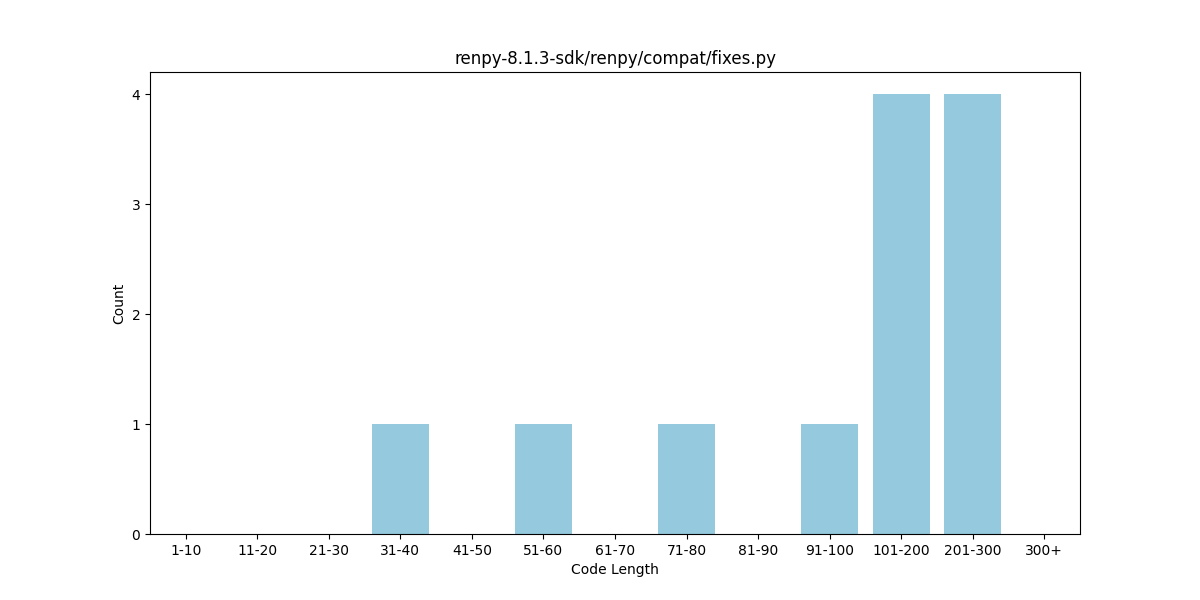 renpy-8.1.3-sdk/renpy/compat/fixes.py
4
3
2
1
0
Count
1-10 11-20 21-30 31-40 41-50 51-60 61-70 71-80 81-90 91-100 101-200 201-300 300+
Code Length